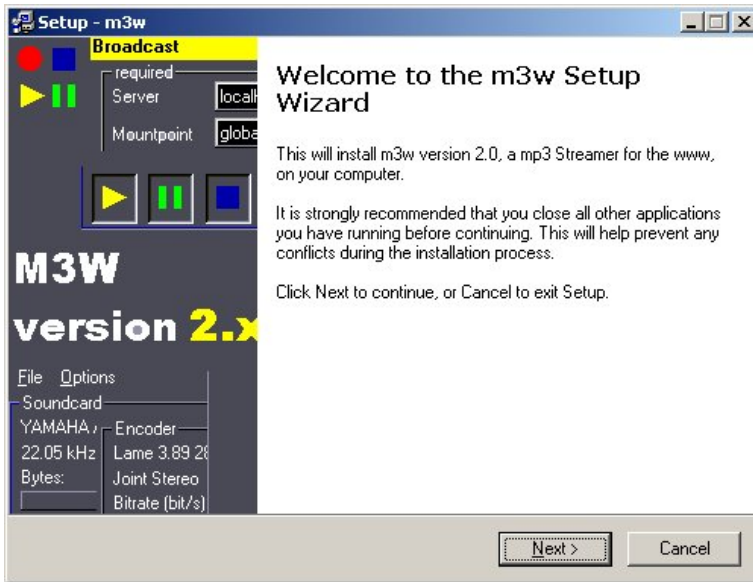 Setup - m3w
Broadcast
required
Server
Mountpoint
M3W
version 2.x
File Options
Soundcard
YAMAHA
Encoder
22.05 kHz
Lame 3.89
Bytes:
Joint Stereo
Bitrate (bit/s)
Welcome to the m3w Setup
Wizard
This will install m3w version 2.0, a mp3 Streamer for the www,
on your computer.
It is strongly recommended that you close all other applications
you have running before continuing. This will help prevent any
conflicts during the installation process.
Click Next to continue, or Cancel to exit Setup.
Next >
Cancel